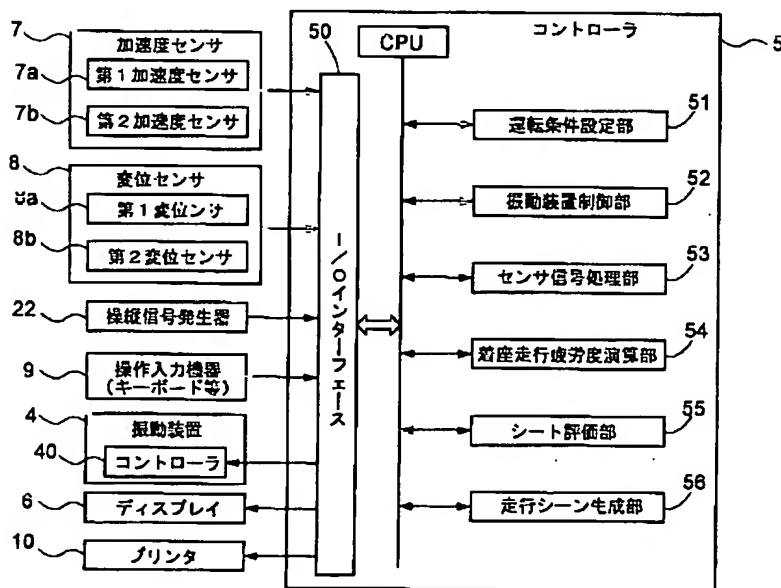 7
加速度センサ
7a
第1加速度センサ
7b
第2加速度センサ
8
変位センサ
8a
第1変位ンサ
8b
第2変位センサ
22
操縦信号発生器
9
操作入力機器
(キーボード等)
4
振動装置
40
コントローラ
6
ディスプレイ
10
プリンタ
50
I/Oインターフェース
CPU
コントローラ
5
51
運転条件設定部
52
振動装置制御部
53
センサ信号処理部
54
着座走行疲労度演算部
55
シート評価部
56
走行シーン生成部